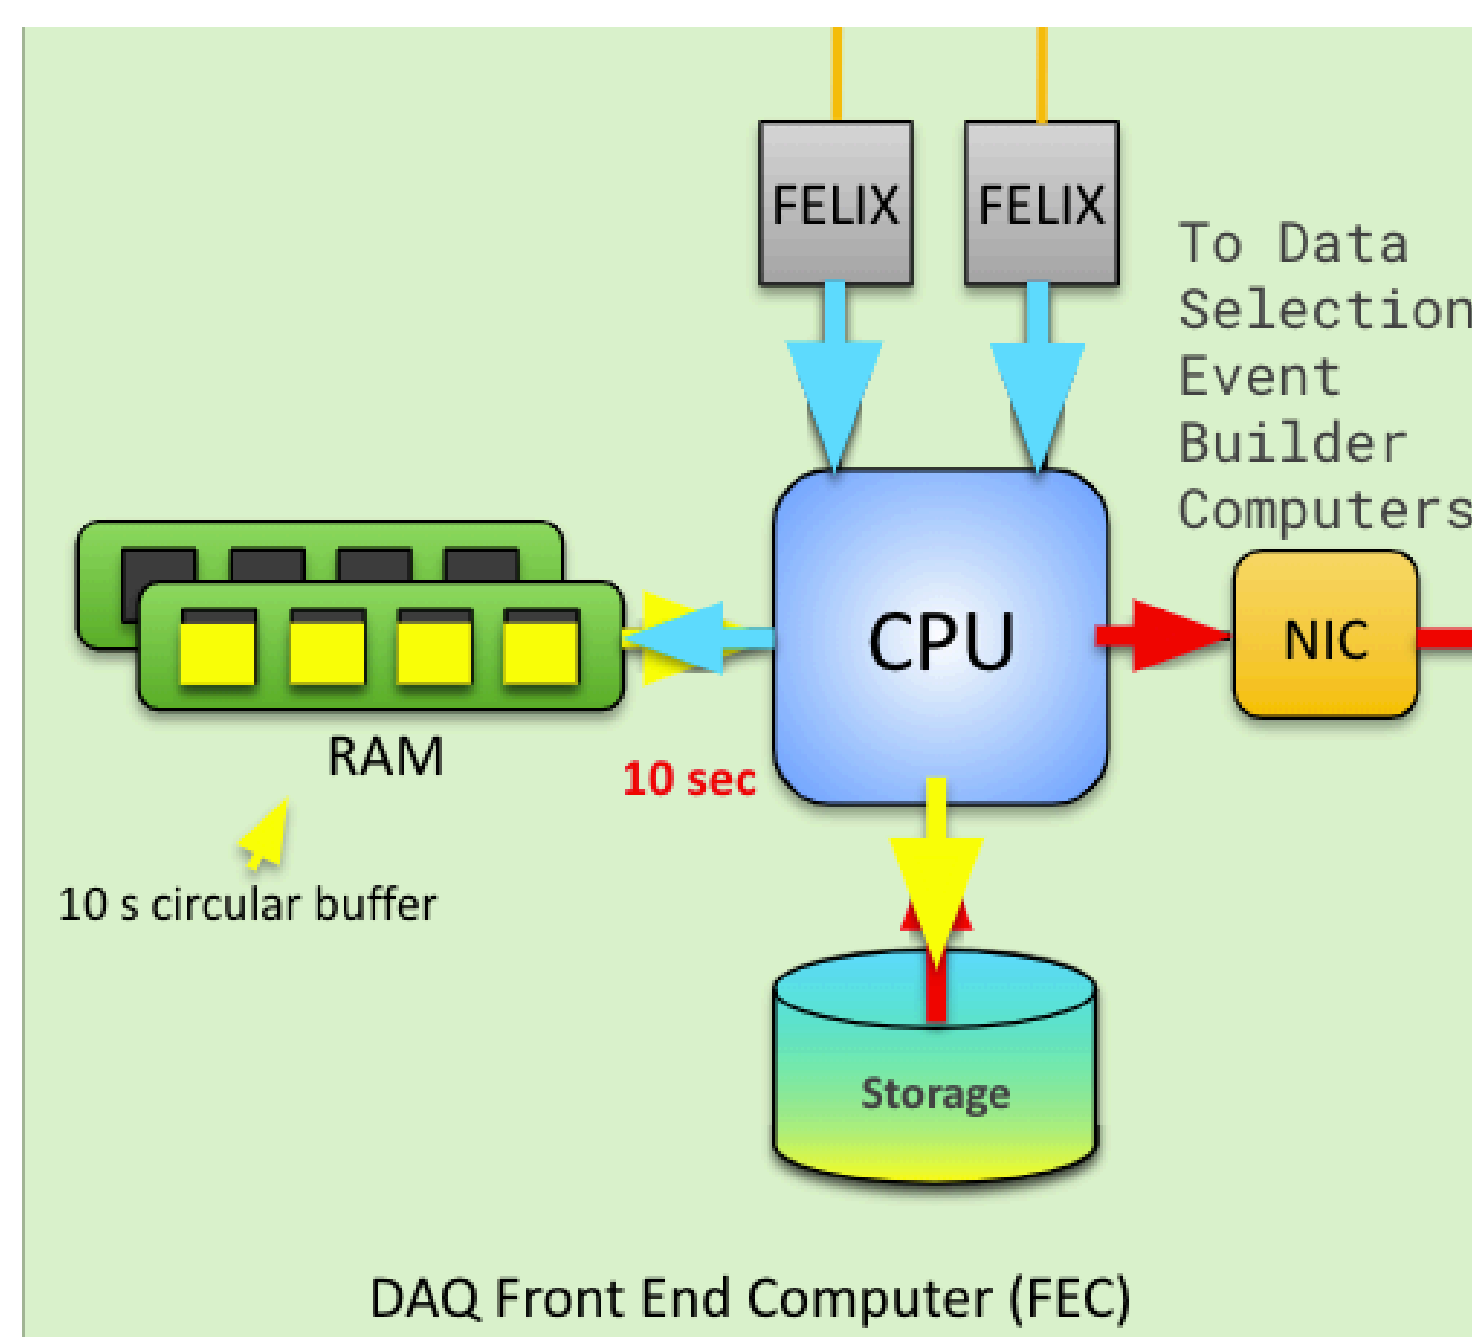 FELIX
FELIX
To Data
Selection
Event
Builder
Computers
CPU
NIC
RAM
10 sec
10 s circular buffer
Storage
DAQ Front End Computer (FEC)